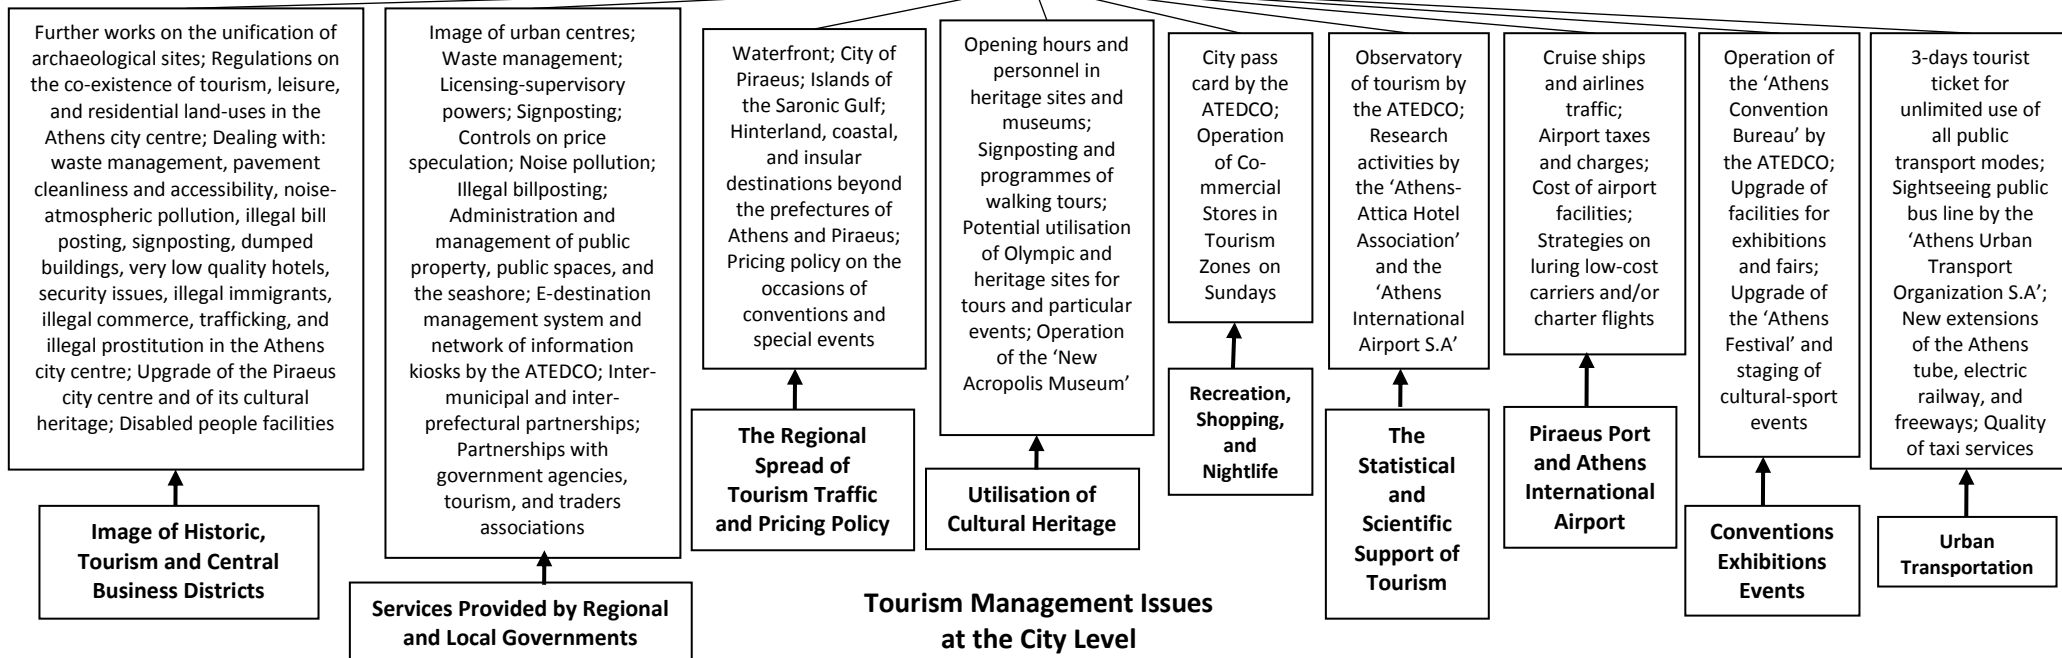 Further works on the unification of
archaeological sites; Regulations on
the co-existence of tourism, leisure,
and residential land-uses in the
Athens city centre; Dealing with:
waste management, pavement
cleanliness and accessibility, noise-
atmospheric pollution, illegal bill
posting, signposting, dumped
buildings, very low quality hotels,
security issues, illegal immigrants,
illegal commerce, trafficking, and
illegal prostitution in the Athens
city centre; Upgrade of the Piraeus
city centre and of its cultural
heritage; Disabled people facilities
Image of Historic,
Tourism and Central
Business Districts
Image of urban centres;
Waste management;
Licensing-supervisory
powers; Signposting;
Controls on price
speculation; Noise pollution;
Illegal billposting;
Administration and
management of public
property, public spaces, and
the seashore; E-destination
management system and
network of information
kiosks by the ATEDCO; Inter-
municipal and inter-
prefectural partnerships;
Partnerships with
government agencies,
tourism, and traders
associations
Services Provided by Regional
and Local Governments
Waterfront; City of
Piraeus; Islands of
the Saronic Gulf;
Hinterland, coastal,
and insular
destinations beyond
the prefectures of
Athens and Piraeus;
Pricing policy on the
occasions of
conventions and
special events
The Regional
Spread of
Tourism Traffic
and Pricing Policy
Opening hours and
personnel in
heritage sites and
museums;
Signposting and
programmes of
walking tours;
Potential utilisation
of Olympic and
heritage sites for
tours and particular
events; Operation
of the ‘New
Acropolis Museum’
Utilisation of
Cultural Heritage
City pass
card by the
ATEDCO;
Operation
of Co-
mmercial
Stores in
Tourism
Zones on
Sundays
Recreation,
Shopping,
and
Nightlife
Observatory
of tourism by
the ATEDCO;
Research
activities by
the ‘Athens-
Attica Hotel
Association’
and the
‘Athens
International
Airport S.A’
The
Statistical
and
Scientific
Support of
Tourism
Cruise ships
and airlines
traffic;
Airport taxes
and charges;
Cost of airport
facilities;
Strategies on
luring low-cost
carriers and/or
charter flights
Piraeus Port
and Athens
International
Airport
Operation of
the ‘Athens
Convention
Bureau’ by
the ATEDCO;
Upgrade of
facilities for
exhibitions
and fairs;
Upgrade of
the ‘Athens
Festival’ and
staging of
cultural-sport
events
Conventions
Exhibitions
Events
3-days tourist
ticket for
unlimited use of
all public
transport modes;
Sightseeing public
bus line by the
‘Athens Urban
Transport
Organization S.A’;
New extensions
of the Athens
tube, electric
railway, and
freeways; Quality
of taxi services
Urban
Transportation
Tourism Management Issues
at the City Level